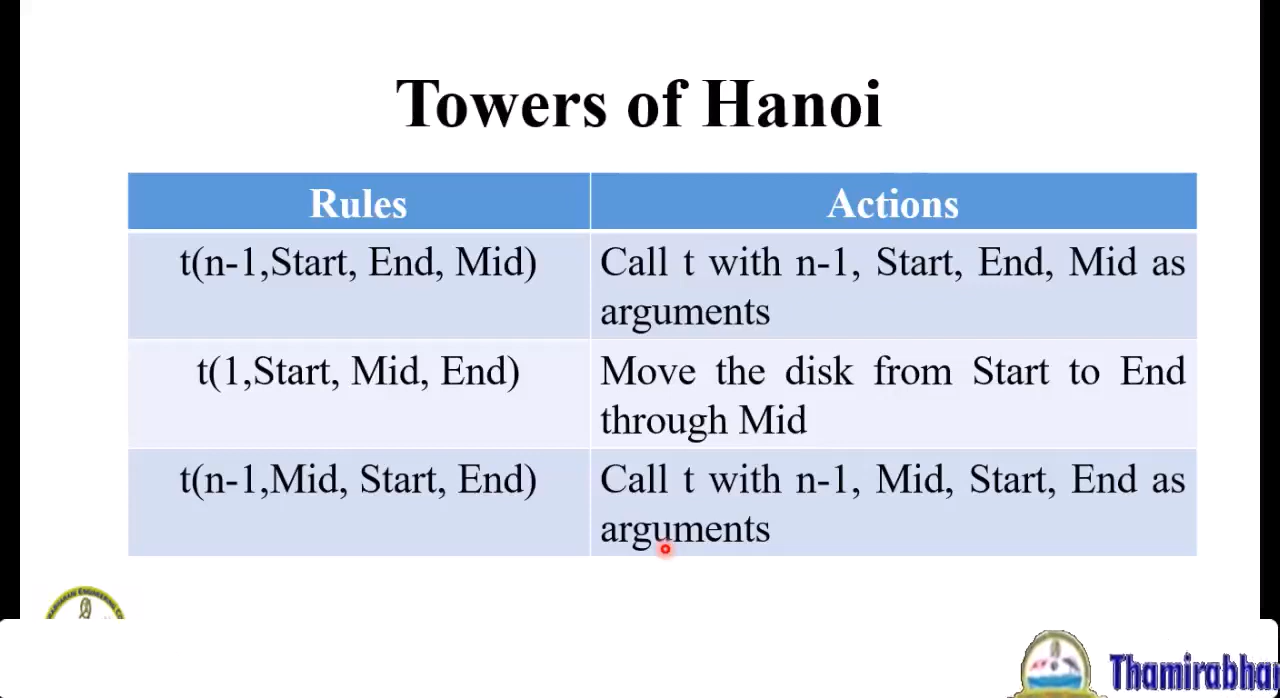 Towers of Hanoi
Rules
Actions
t(n-1,Start, End, Mid)
Call t with n-1, Start, End, Mid as
arguments
t(1,Start, Mid, End)
Move the disk from Start to End
through Mid
t(n-1,Mid, Start, End)
Call t with n-1, Mid, Start, End as
arguments
Thamirabhar